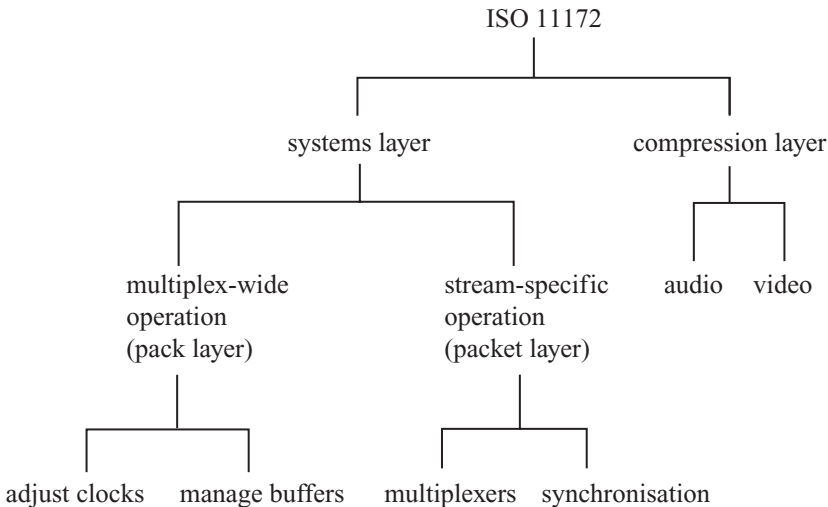 ISO 11172
systems layer
compression layer
multiplex-wide
operation
(pack layer)
stream-specific
operation
(packet layer)
audio
video
adjust clocks
manage buffers
multiplexers
synchronisation